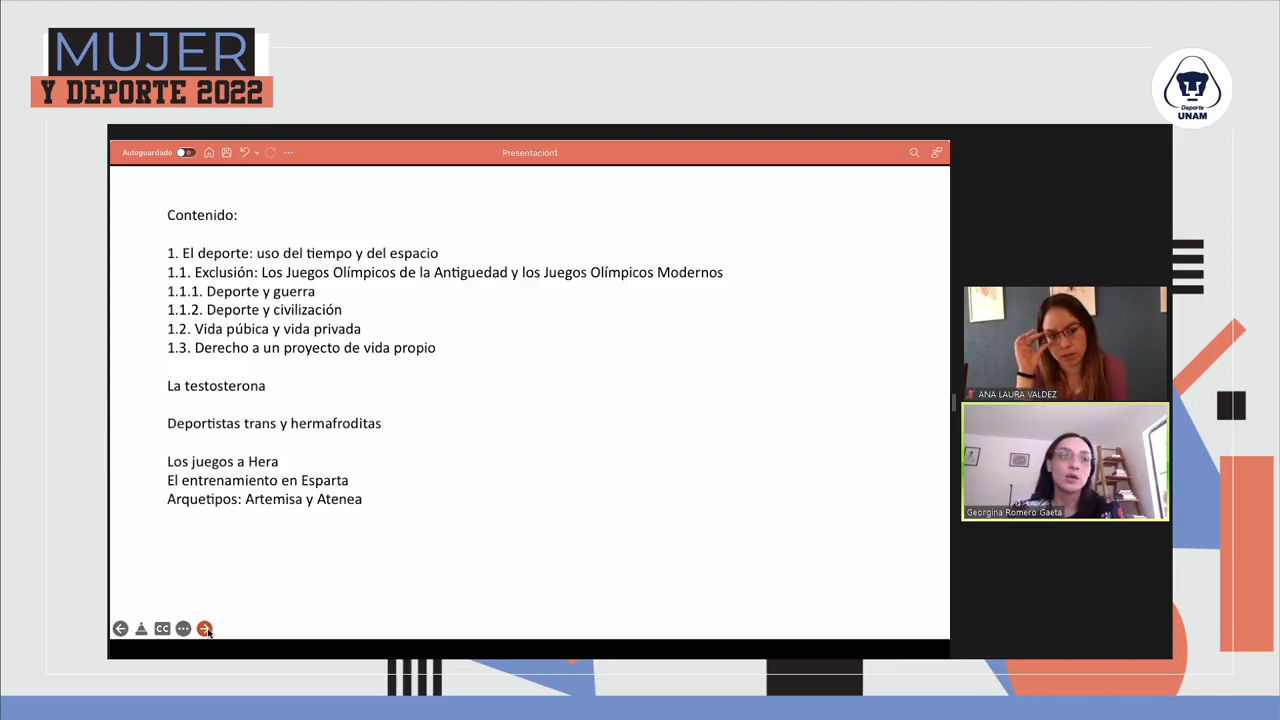 MUJER
Y DEPORTE 2022
Deporte
UNAM
Autoguardado
Presentación1
Contenido:
1. El deporte: uso del tiempo y del espacio
1.1. Exclusión: Los Juegos Olímpicos de la Antiguedad y los Juegos Olímpicos Modernos
1.1.1. Deporte y guerra
1.1.2. Deporte y civilización
1.2. Vida púbica y vida privada
1.3. Derecho a un proyecto de vida propio
La testosterona
Deportistas trans y hermafroditas
Los juegos a Hera
El entrenamiento en Esparta
Arquetipos: Artemisa y Atenea
CC
ANA LAURA VALDEZ
Georgina Romero Gaeta